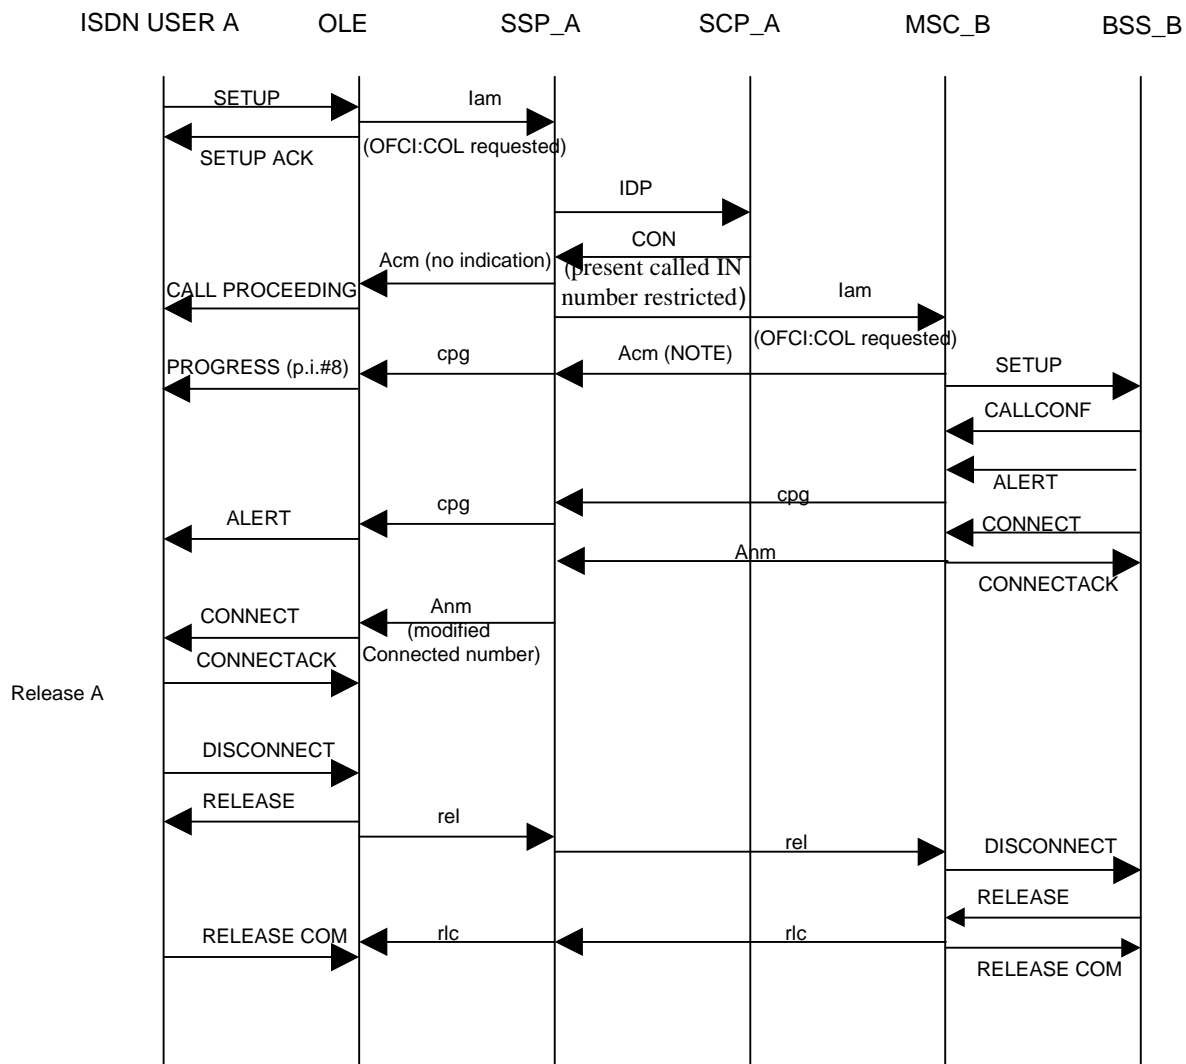 ISDN USER A OLE SSP_A SCP_A MSC_B BSS_B
SETUP Iam
(OFCI:COL requested)
SETUP ACK
IDP
CON
Acm (no indication) (present called IN
number restricted)
CALL PROCEEDING Iam
(OFCI:COL requested)
PROGRESS (p.i.#8) cpg Acm (NOTE) SETUP
CALLCONF
ALERT
cpg cpg
ALERT CONNECT
Anm
CONNECTACK
CONNECT Anm
(modified
Connected number)
CONNECTACK
Release A
DISCONNECT
RELEASE rel
rel DISCONNECT
RELEASE
RELEASE COM rlc rlc
RELEASE COM